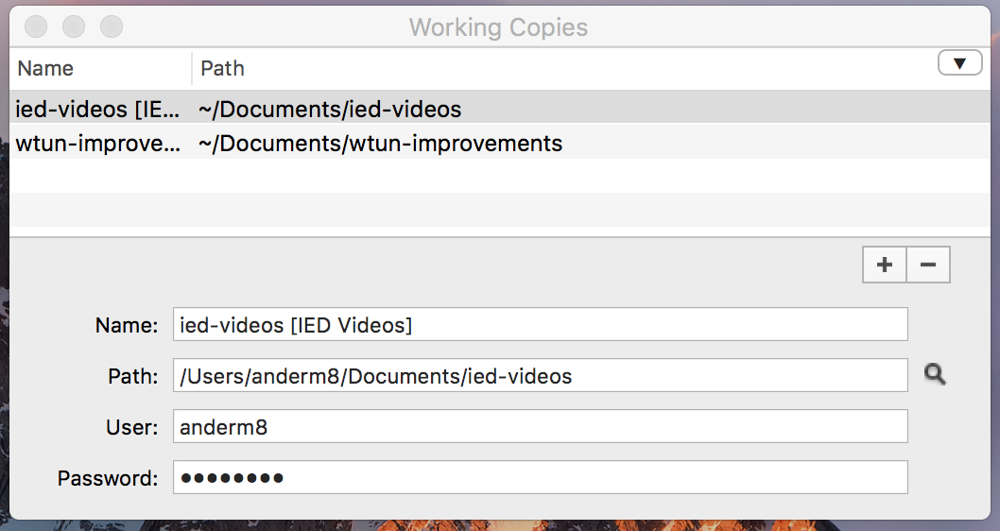 Working Copies
Name Path ▼
ied-videos [IE... ~/Documents/ied-videos
wtun-improve... ~/Documents/wtun-improvements
+ −
Name: ied-videos [IED Videos]
Path: /Users/anderm8/Documents/ied-videos
User: anderm8
Password: ●●●●●●●●